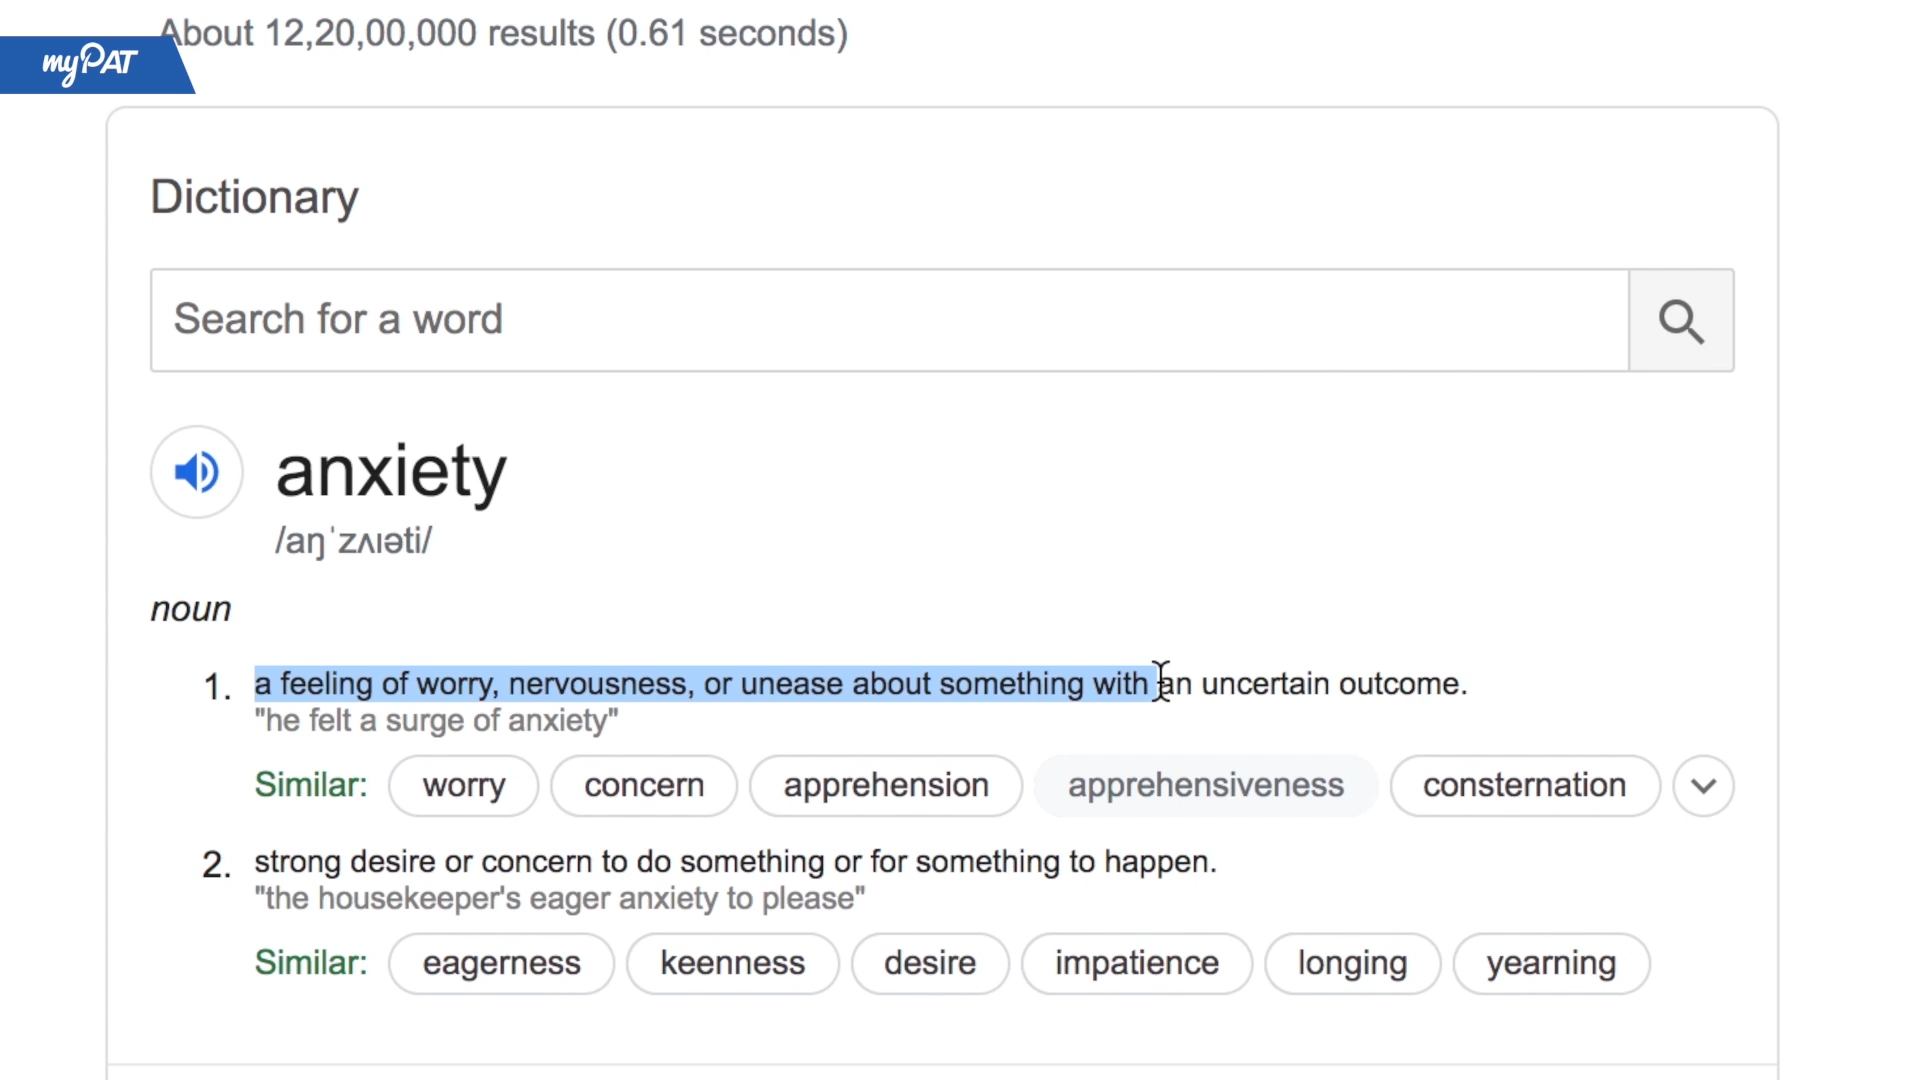 About 12,20,00,000 results (0.61 seconds)
myPAT
Dictionary
Search for a word
anxiety
/aŋˈzʌɪəti/
noun
1. a feeling of worry, nervousness, or unease about something with an uncertain outcome.
"he felt a surge of anxiety"
Similar: worry concern apprehension apprehensiveness consternation
2. strong desire or concern to do something or for something to happen.
"the housekeeper's eager anxiety to please"
Similar: eagerness keenness desire impatience longing yearning